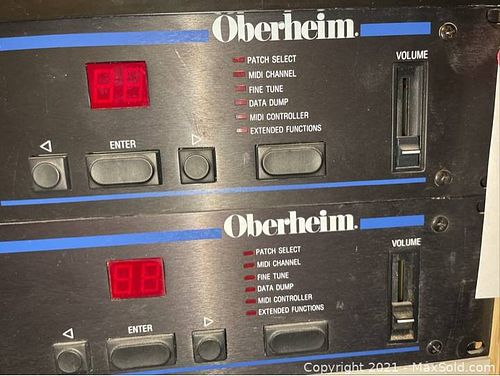 Oberheim.
PATCH SELECT
MIDI CHANNEL
FINE TUNE
DATA DUMP
MIDI CONTROLLER
EXTENDED FUNCTIONS
VOLUME
ENTER
Oberheim.
PATCH SELECT
MIDI CHANNEL
FINE TUNE
DATA DUMP
MIDI CONTROLLER
EXTENDED FUNCTIONS
VOLUME
ENTER
Copyright 2021 - MaxSold.com